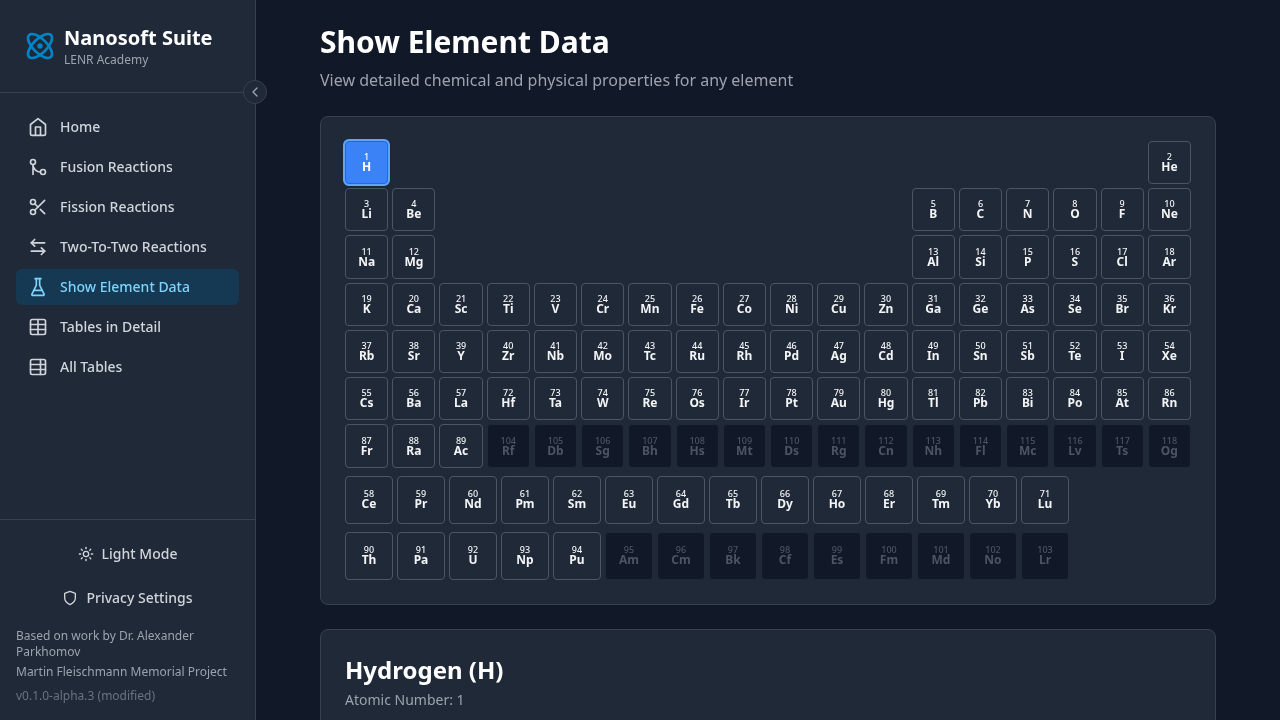 Nanosoft Suite
LENR Academy
Home
Fusion Reactions
Fission Reactions
Two-To-Two Reactions
Show Element Data
Tables in Detail
All Tables
Light Mode
Privacy Settings
Based on work by Dr. Alexander
Parkhomov
Martin Fleischmann Memorial Project
v0.1.0-alpha.3 (modified)
Show Element Data
View detailed chemical and physical properties for any element
1 2
H He
3 4 5 6 7 8 9 10
Li Be B C N O F Ne
11 12 13 14 15 16 17 18
Na Mg Al Si P S Cl Ar
19 20 21 22 23 24 25 26 27 28 29 30 31 32 33 34 35 36
K Ca Sc Ti V Cr Mn Fe Co Ni Cu Zn Ga Ge As Se Br Kr
37 38 39 40 41 42 43 44 45 46 47 48 49 50 51 52 53 54
Rb Sr Y Zr Nb Mo Tc Ru Rh Pd Ag Cd In Sn Sb Te I Xe
55 56 57 72 73 74 75 76 77 78 79 80 81 82 83 84 85 86
Cs Ba La Hf Ta W Re Os Ir Pt Au Hg Tl Pb Bi Po At Rn
87 88 89 104 105 106 107 108 109 110 111 112 113 114 115 116 117 118
Fr Ra Ac Rf Db Sg Bh Hs Mt Ds Rg Cn Nh Fl Mc Lv Ts Og
58 59 60 61 62 63 64 65 66 67 68 69 70 71
Ce Pr Nd Pm Sm Eu Gd Tb Dy Ho Er Tm Yb Lu
90 91 92 93 94 95 96 97 98 99 100 101 102 103
Th Pa U Np Pu Am Cm Bk Cf Es Fm Md No Lr
Hydrogen (H)
Atomic Number: 1